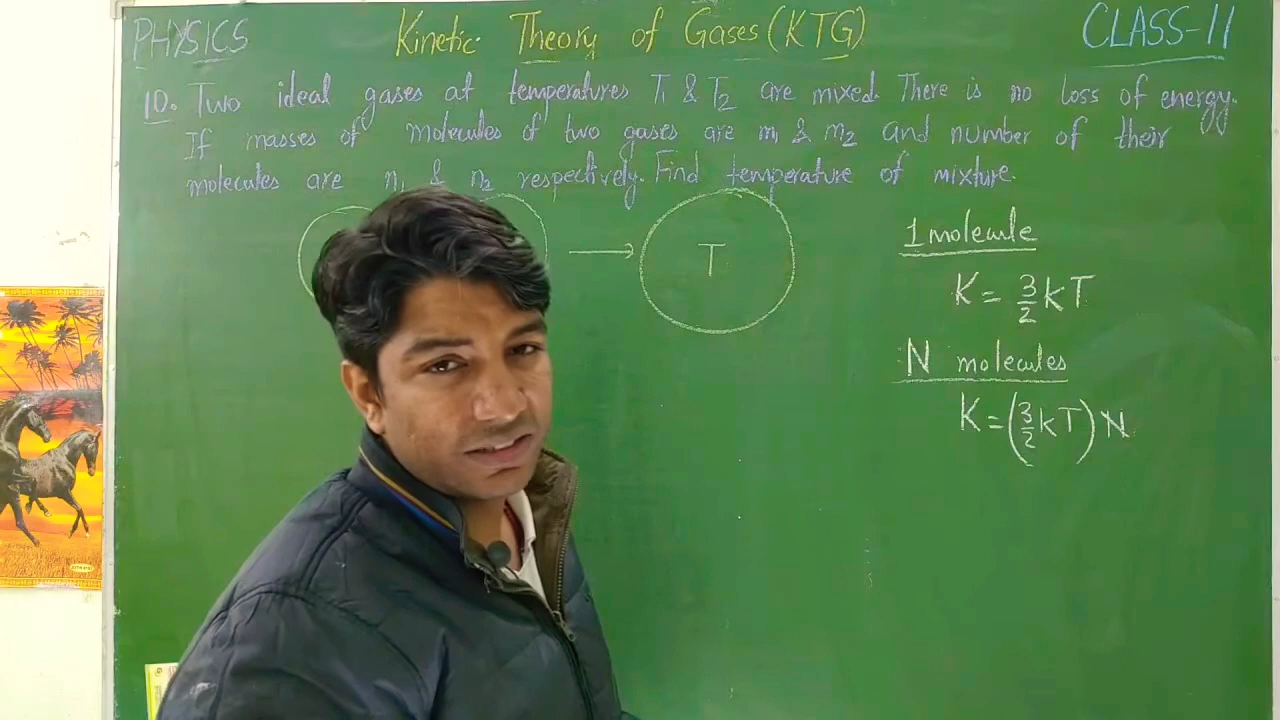 PHYSICS
Kinetic Theory of Gases (KTG)
CLASS-11
10. Two ideal gases at temperatures T₁ & T₂ are mixed. There is no loss of energy.
If masses of molecules of two gases are m₁ & m₂ and number of their
molecules are n₁ & n₂ respectively. Find temperature of mixture.
T
1 molecule
K = 3/2 kT
N molecules
K = (3/2 kT) N